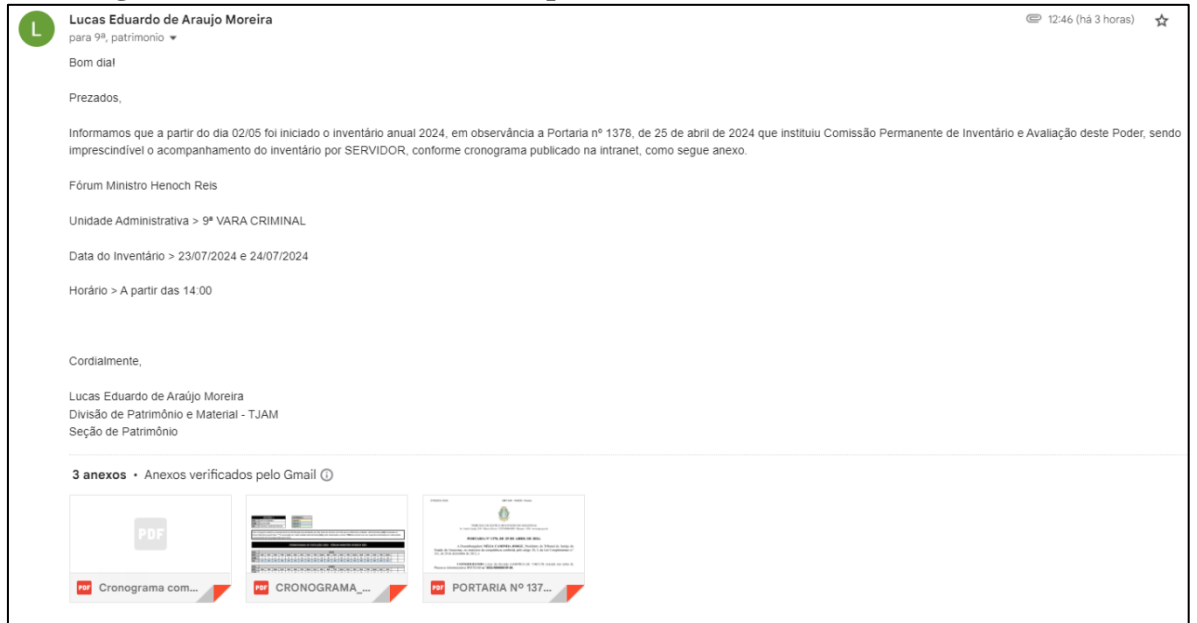 L
Lucas Eduardo de Araujo Moreira
12:46 (há 3 horas)
para 9ª, patrimonio
Bom dia!
Prezados,
Informamos que a partir do dia 02/05 foi iniciado o inventário anual 2024, em observância a Portaria nº 1378, de 25 de abril de 2024 que instituiu Comissão Permanente de Inventário e Avaliação deste Poder, sendo
imprescindível o acompanhamento do inventário por SERVIDOR, conforme cronograma publicado na intranet, como segue anexo.
Fórum Ministro Henoch Reis
Unidade Administrativa > 9ª VARA CRIMINAL
Data do Inventário > 23/07/2024 e 24/07/2024
Horário > A partir das 14:00
Cordialmente,
Lucas Eduardo de Araújo Moreira
Divisão de Patrimônio e Material - TJAM
Seção de Patrimônio
3 anexos • Anexos verificados pelo Gmail
PDF
PDF Cronograma com...
PDF CRONOGRAMA_...
PDF PORTARIA Nº 137...